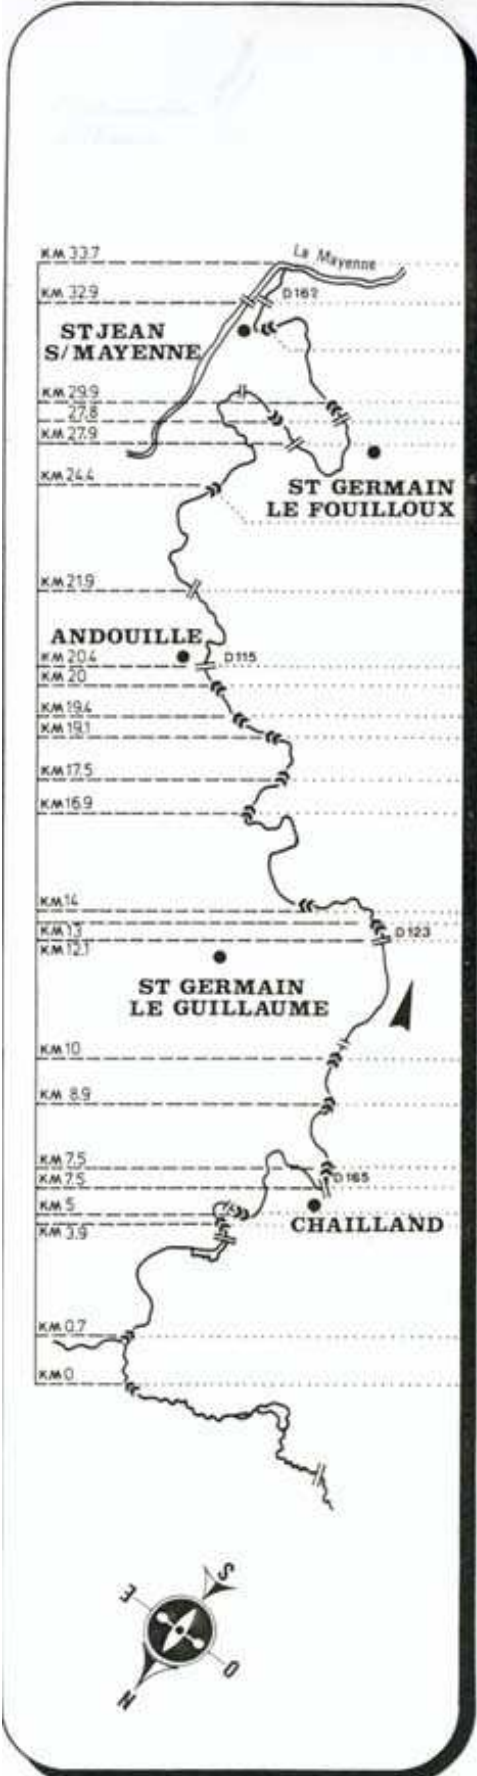 KM 33.7
La Mayenne
KM 32.9
D 162
ST JEAN
S/MAYENNE
KM 29.9
27.8
KM 27.9
KM 24.4
ST GERMAIN
LE FOUILLOUX
KM 21.9
ANDOUILLE
KM 20.4
D 115
KM 20
KM 19.4
KM 19.1
KM 17.5
KM 16.9
KM 14
KM 13
D 123
KM 12.1
ST GERMAIN
LE GUILLAUME
KM 10
KM 8.9
KM 7.5
KM 7.5
D 165
KM 5
CHAILLAND
KM 3.9
KM 0.7
KM 0
S
E
O
N